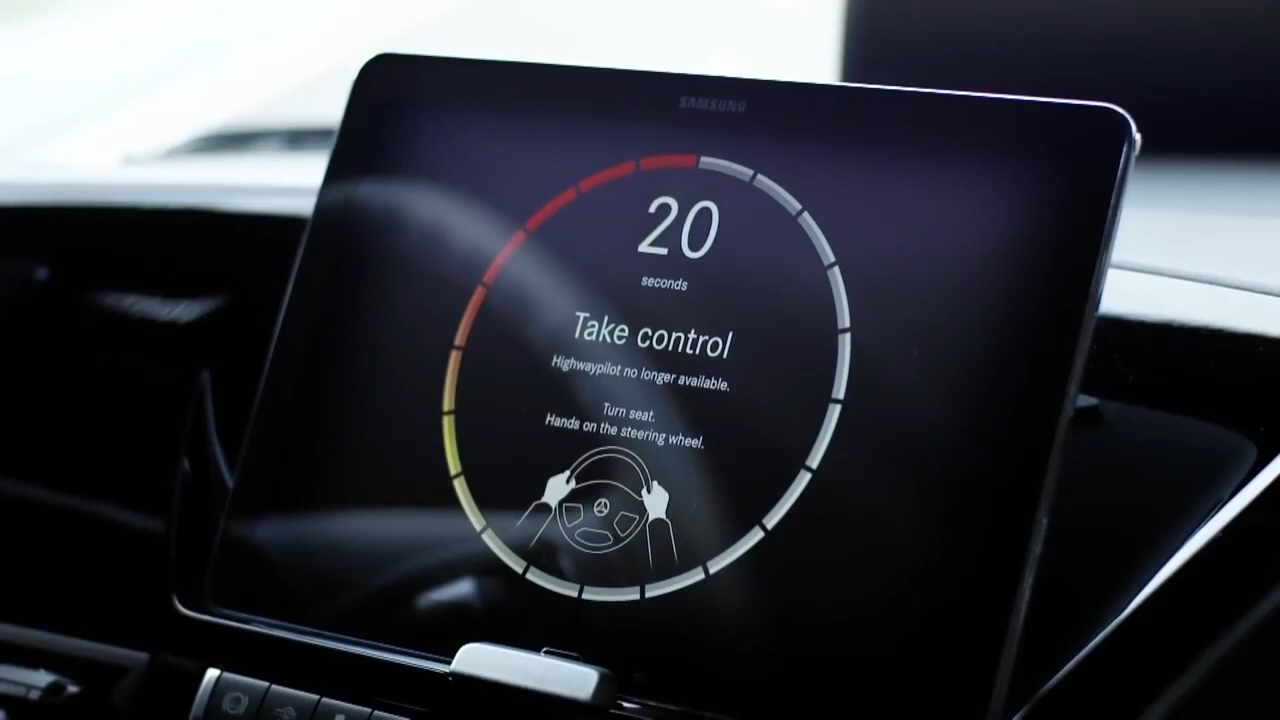 SAMSUNG
20
seconds
Take control
Highwaypilot no longer available.
Turn seat.
Hands on the steering wheel.